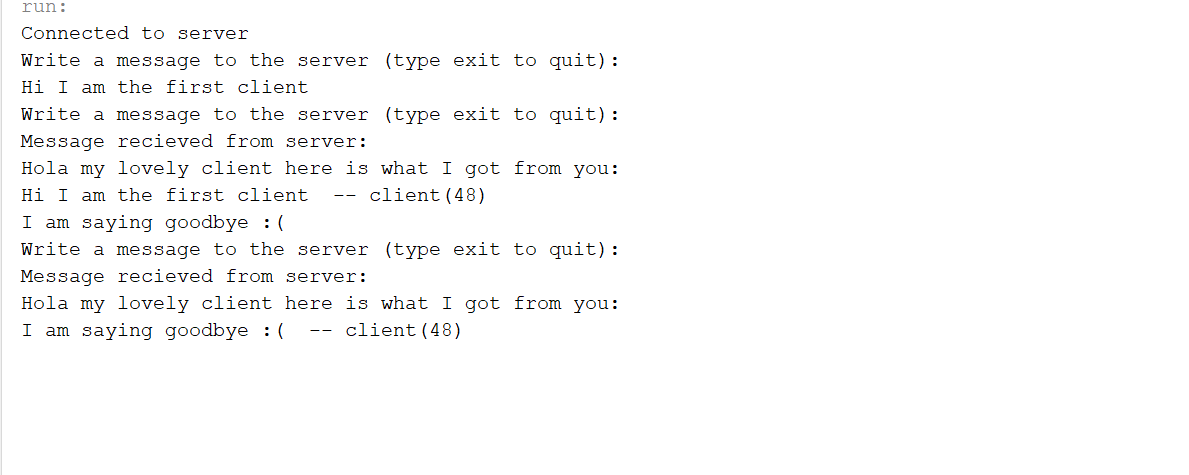 run:
Connected to server
Write a message to the server (type exit to quit):
Hi I am the first client
Write a message to the server (type exit to quit):
Message recieved from server:
Hola my lovely client here is what I got from you:
Hi I am the first client  -- client(48)
I am saying goodbye :(
Write a message to the server (type exit to quit):
Message recieved from server:
Hola my lovely client here is what I got from you:
I am saying goodbye :(  -- client(48)